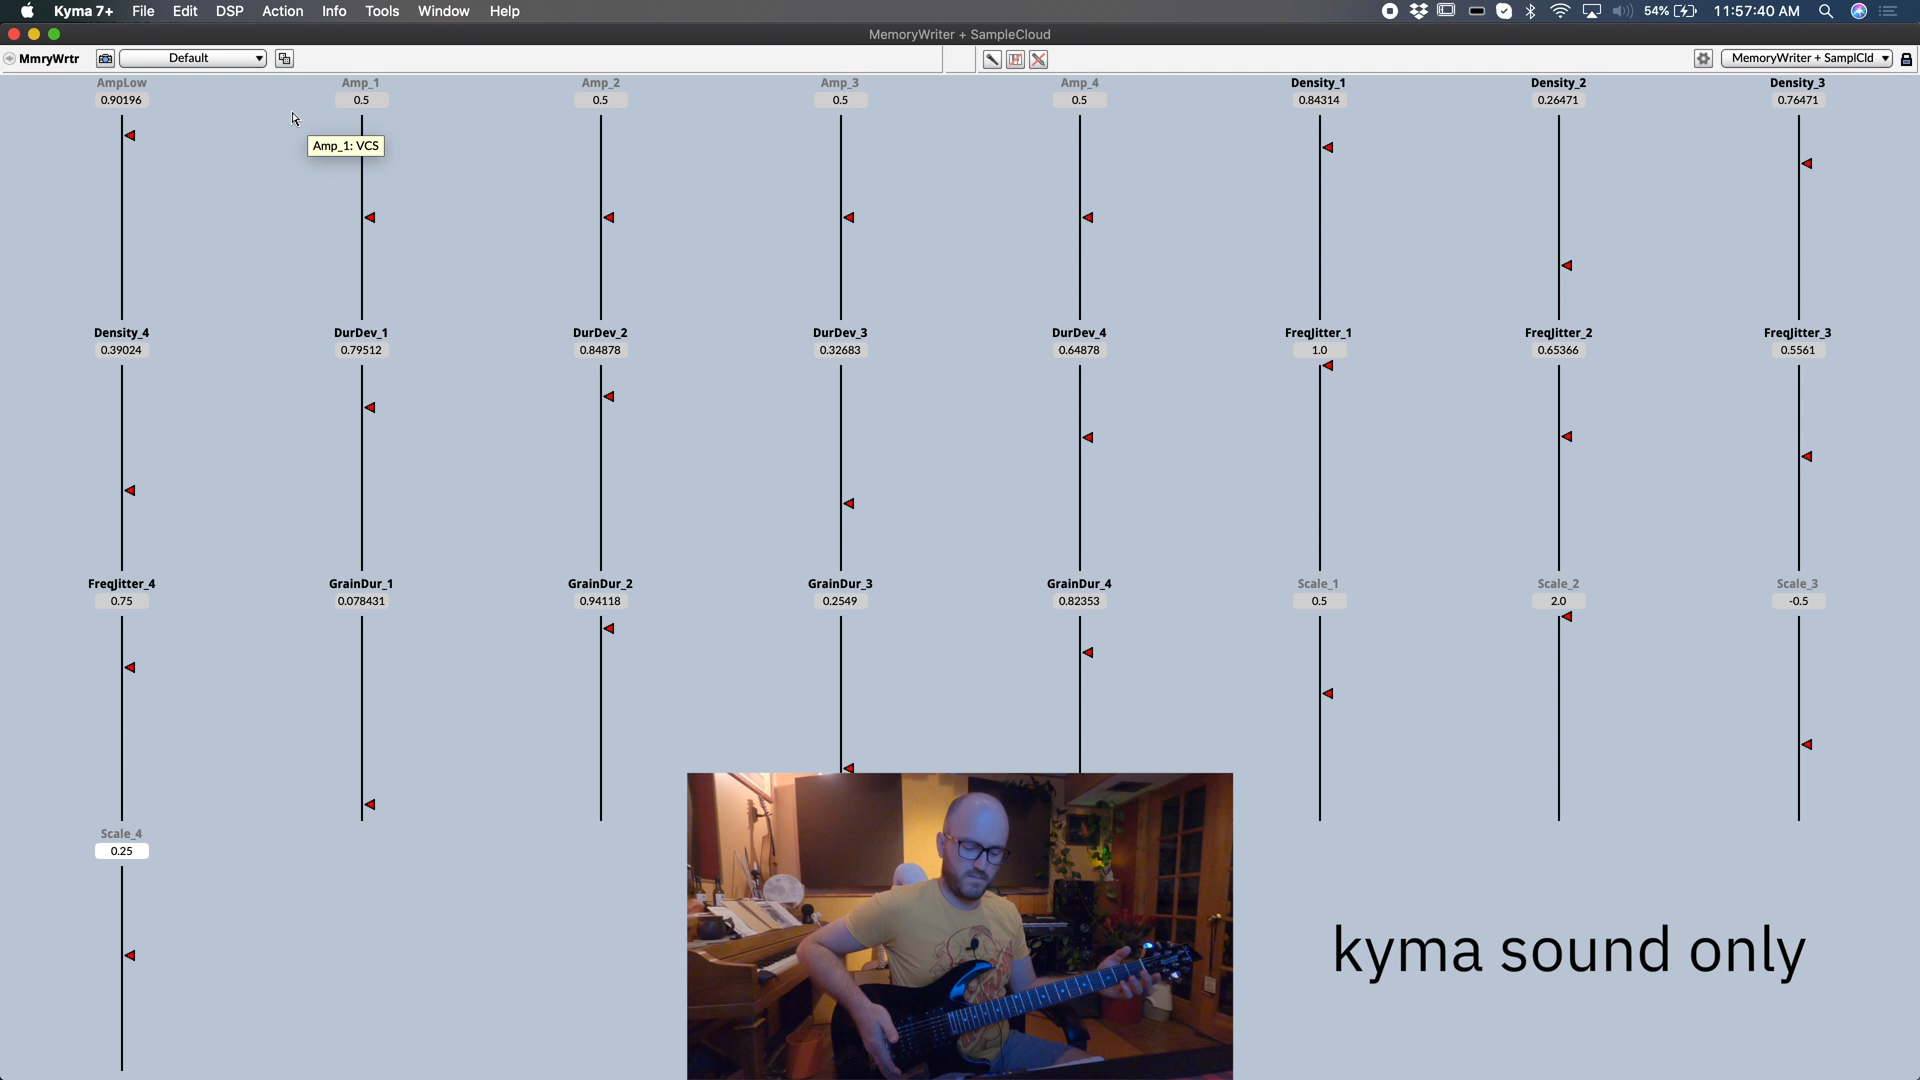 Kyma 7+ File Edit DSP Action Info Tools Window Help 54% 11:57:40 AM
MemoryWriter + SampleCloud
MmryWrtr Default MemoryWriter + SamplCld
AmpLow Amp_1 Amp_2 Amp_3 Amp_4 Density_1 Density_2 Density_3
0.90196 0.5 0.5 0.5 0.5 0.84314 0.26471 0.76471
Amp_1: VCS
Density_4 DurDev_1 DurDev_2 DurDev_3 DurDev_4 FreqJitter_1 FreqJitter_2 FreqJitter_3
0.39024 0.79512 0.84878 0.32683 0.64878 1.0 0.65366 0.5561
FreqJitter_4 GrainDur_1 GrainDur_2 GrainDur_3 GrainDur_4 Scale_1 Scale_2 Scale_3
0.75 0.078431 0.94118 0.2549 0.82353 0.5 2.0 -0.5
Scale_4
0.25
kyma sound only